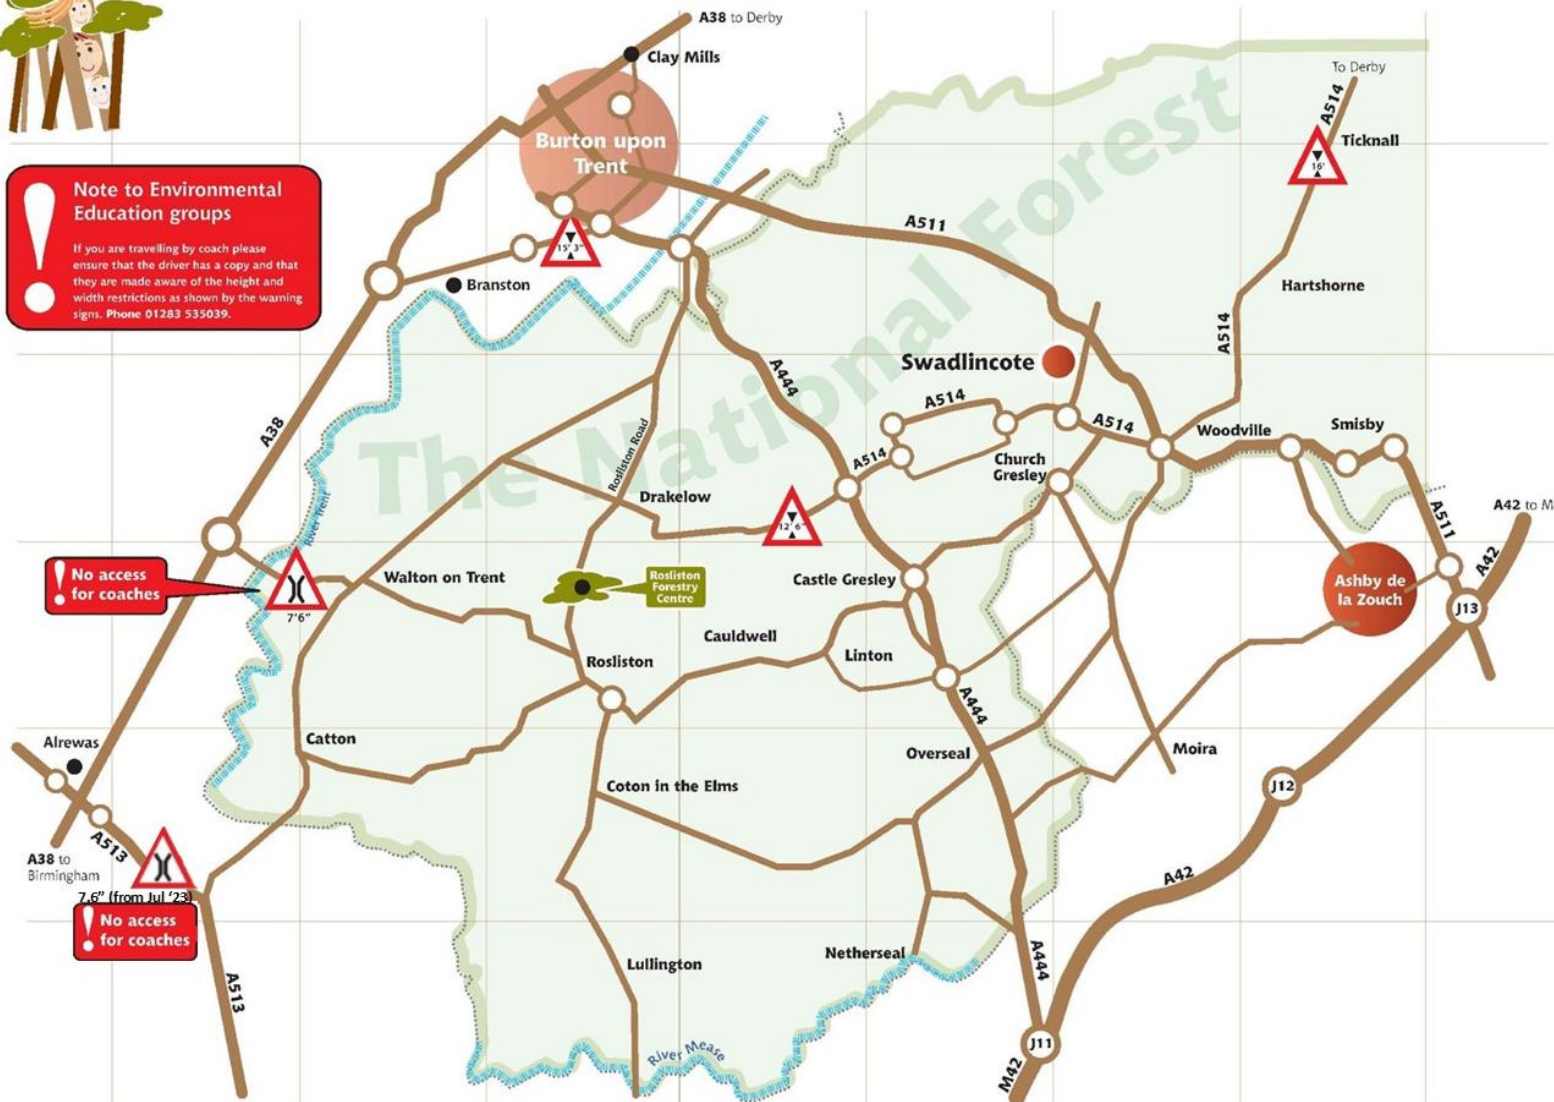 A38 to Derby
Clay Mills
To Derby
A514
Ticknall
16'
Burton upon
Trent
Note to Environmental
Education groups
If you are travelling by coach please
ensure that the driver has a copy and that
they are made aware of the height and
width restrictions as shown by the warning
signs. Phone 01283 535039.
15' 3"
Branston
A511
Hartshorne
A514
The National Forest
Swadlincote
A444
A38
A514
A514
Woodville
Smisby
Rosliston Road
A514
Church
Gresley
Drakelow
12' 6"
River Trent
A511
A42 to M
A42
No access
for coaches
7'6"
Walton on Trent
Rosliston
Forestry
Centre
Castle Gresley
Ashby de
la Zouch
J13
Cauldwell
Linton
Rosliston
A444
Catton
Overseal
Moira
Alrewas
Coton in the Elms
J12
A513
A38 to
Birmingham
7.6" (from Jul '23)
No access
for coaches
A42
A513
Lullington
Netherseal
A444
River Mease
J11
M42